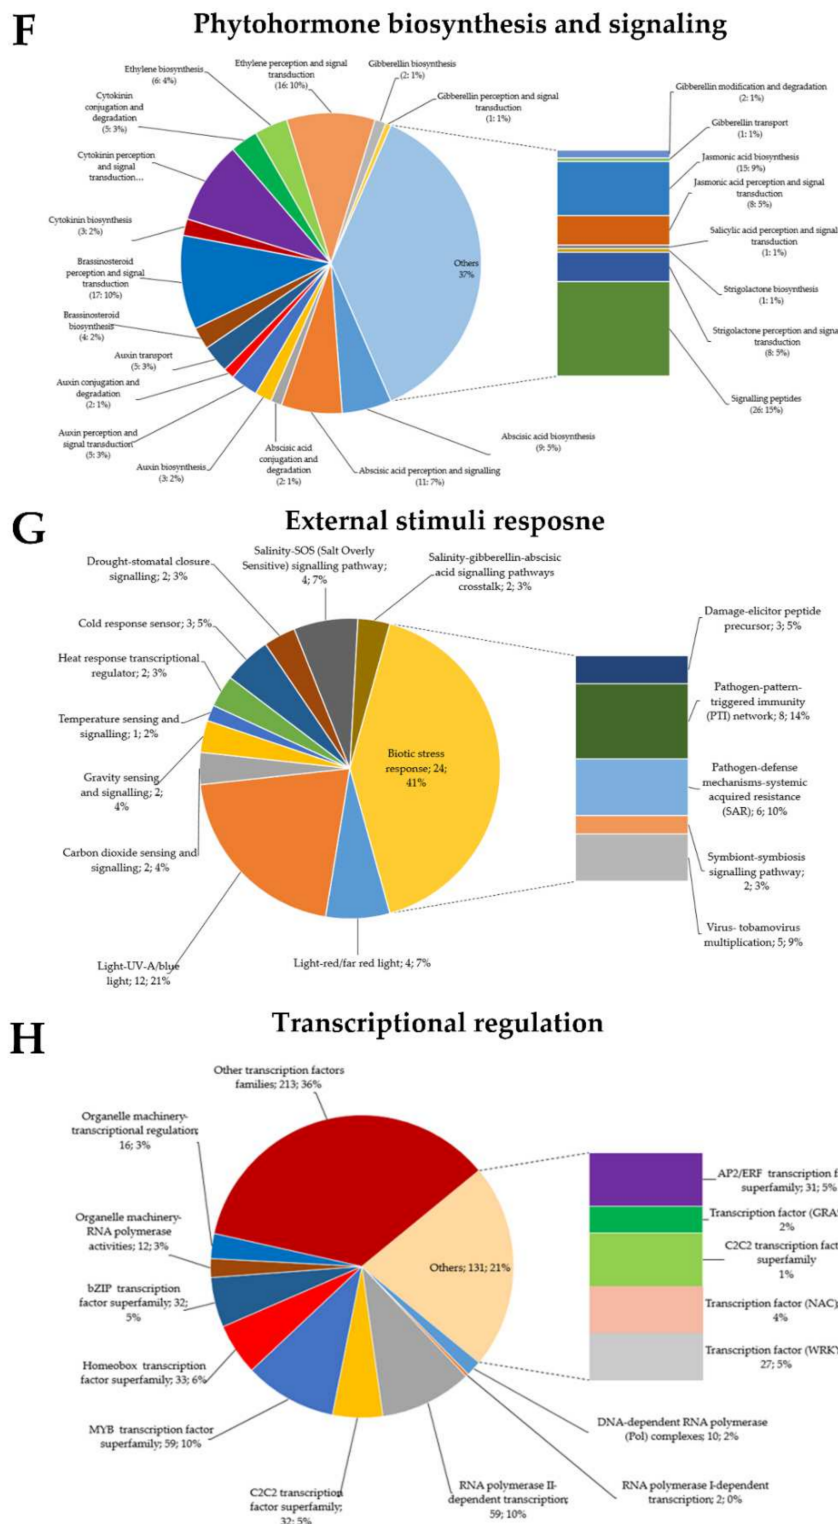 F
Phytohormone biosynthesis and signaling
Ethylene biosynthesis
(6: 4%)
Ethylene perception and signal
transduction
(16: 10%)
Gibberellin biosynthesis
(2: 1%)
Gibberellin perception and signal
transduction
(1: 1%)
Cytokinin
conjugation and
degradation
(5: 3%)
Cytokinin perception
and signal
transduction...
Cytokinin biosynthesis
(3: 2%)
Brassinosteroid
perception and signal
transduction
(17: 10%)
Brassinosteroid
biosynthesis
(4: 2%)
Auxin transport
(5: 3%)
Auxin conjugation and
degradation
(2: 1%)
Auxin perception and
signal transduction
(5: 3%)
Auxin biosynthesis
(3: 2%)
Abscisic acid
conjugation and
degradation
(2: 1%)
Abscisic acid perception and signalling
(11: 7%)
Abscisic acid biosynthesis
(9: 5%)
Others
37%
Gibberellin modification and degradation
(2: 1%)
Gibberellin transport
(1: 1%)
Jasmonic acid biosynthesis
(15: 9%)
Jasmonic acid perception and signal
transduction
(8: 5%)
Salicylic acid perception and signal
transduction
(1: 1%)
Strigolactone biosynthesis
(1: 1%)
Strigolactone perception and signal
transduction
(8: 5%)
Signalling peptides
(26: 15%)
G
External stimuli resposne
Drought-stomatal closure
signalling; 2; 3%
Salinity-SOS (Salt Overly
Sensitive) signalling pathway;
4; 7%
Salinity-gibberellin-abscisic
acid signalling pathways
crosstalk; 2; 3%
Cold response sensor; 3; 5%
Heat response transcriptional
regulator; 2; 3%
Temperature sensing and
signalling; 1; 2%
Gravity sensing
and signalling; 2;
4%
Carbon dioxide sensing and
signalling; 2; 4%
Light-UV-A/blue
light; 12; 21%
Light-red/far red light; 4; 7%
Biotic stress
response; 24;
41%
Damage-elicitor peptide
precursor; 3; 5%
Pathogen-pattern-
triggered immunity
(PTI) network; 8; 14%
Pathogen-defense
mechanisms-systemic
acquired resistance
(SAR); 6; 10%
Symbiont-symbiosis
signalling pathway;
2; 3%
Virus- tobamovirus
multiplication; 5; 9%
H
Transcriptional regulation
Other transcription factors
families; 213; 36%
Organelle machinery-
transcriptional regulation;
16; 3%
Organelle machinery-
RNA polymerase
activities; 12; 3%
bZIP transcription
factor superfamily; 32;
5%
Homeobox transcription
factor superfamily; 33; 6%
MYB transcription factor
superfamily; 59; 10%
C2C2 transcription
factor superfamily;
32; 5%
RNA polymerase II-
dependent transcription;
59; 10%
RNA polymerase I-dependent
transcription; 2; 0%
DNA-dependent RNA polymerase
(Pol) complexes; 10; 2%
Others; 131; 21%
AP2/ERF transcription f
superfamily; 31; 5%
Transcription factor (GRA
2%
C2C2 transcription fact
superfamily
1%
Transcription factor (NAC)
4%
Transcription factor (WRK
27; 5%